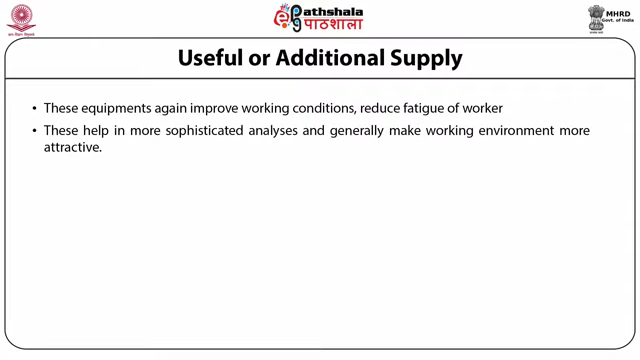 ePathshala
पाठशाला
MHRD
Govt. of India
Useful or Additional Supply
• These equipments again improve working conditions, reduce fatigue of worker
• These help in more sophisticated analyses and generally make working environment more
attractive.